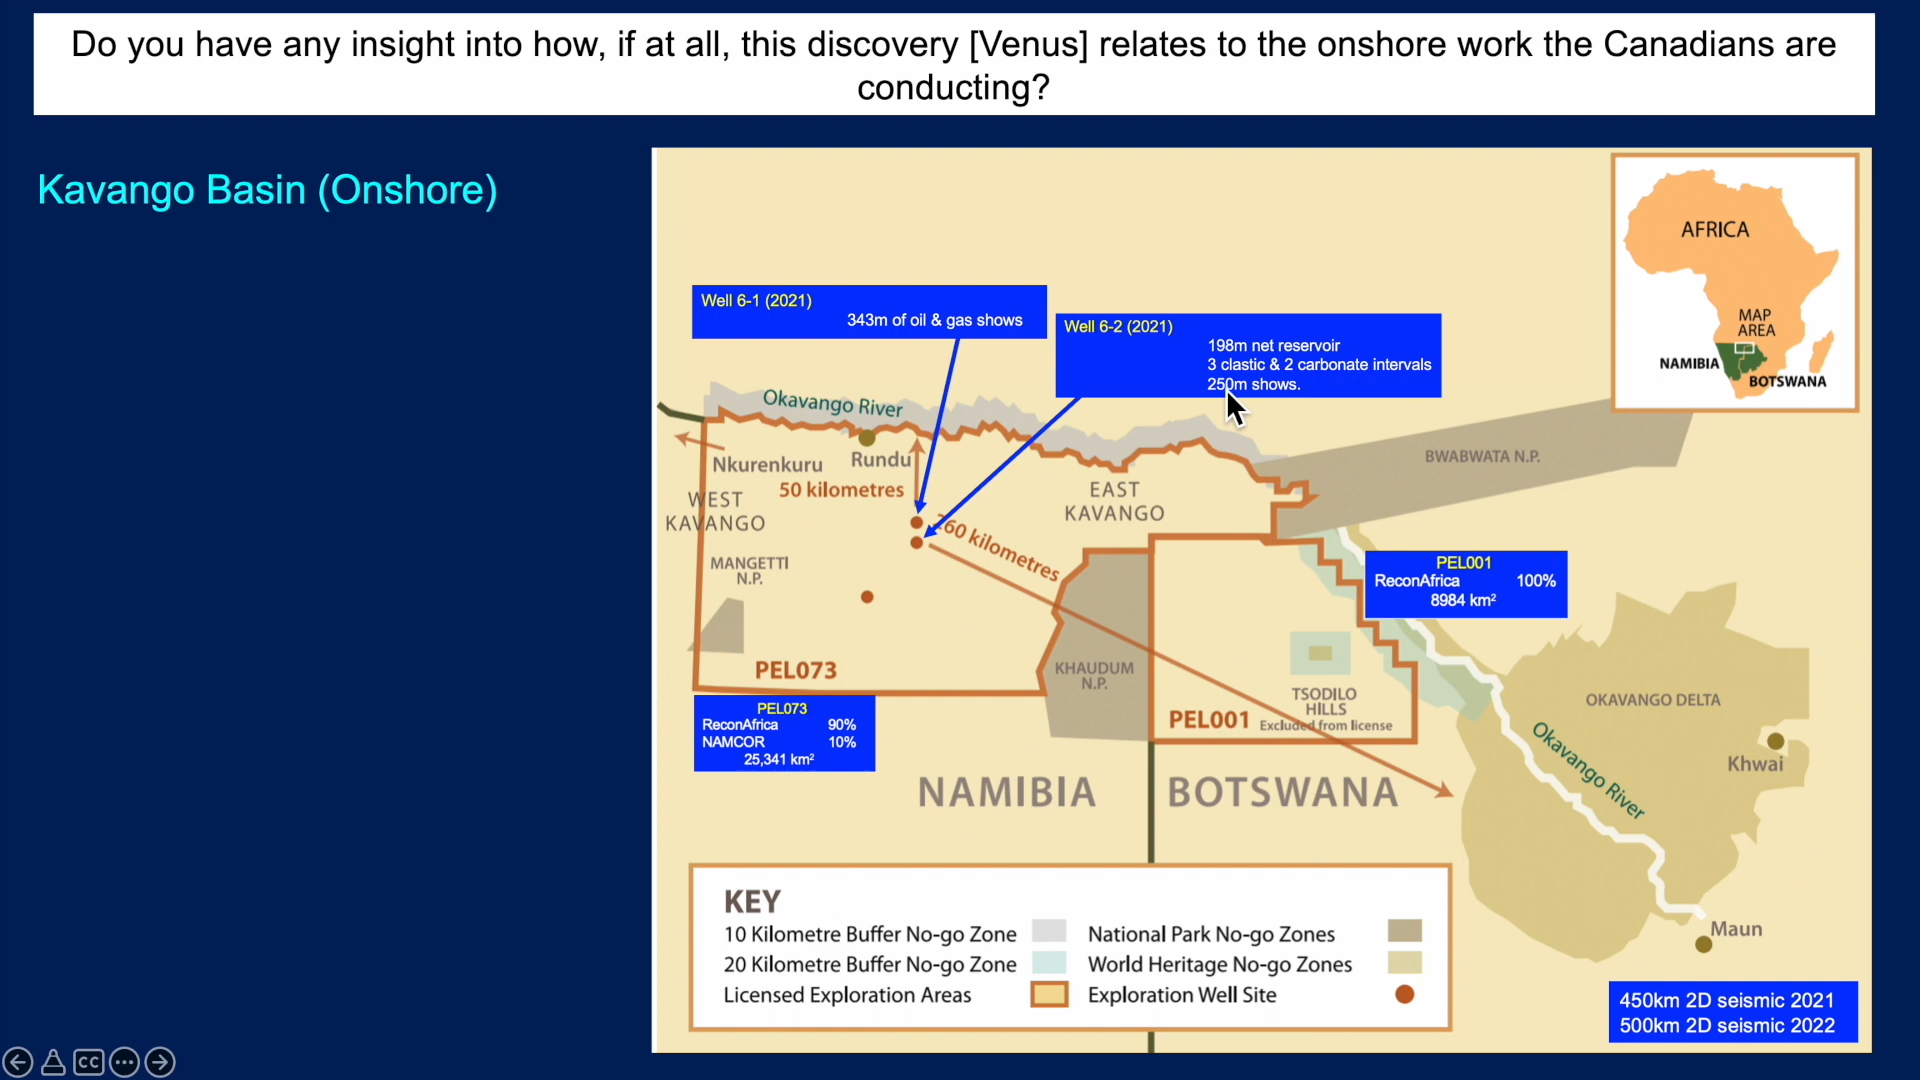 Do you have any insight into how, if at all, this discovery [Venus] relates to the onshore work the Canadians are
conducting?
Kavango Basin (Onshore)
AFRICA
MAP
AREA
NAMIBIA
BOTSWANA
Well 6-1 (2021)
343m of oil & gas shows
Well 6-2 (2021)
198m net reservoir
3 clastic & 2 carbonate intervals
250m shows.
Okavango River
Nkurenkuru
Rundu
50 kilometres
WEST
KAVANGO
EAST
KAVANGO
BWABWATA N.P.
260 kilometres
MANGETTI
N.P.
PEL073
KHAUDUM
N.P.
PEL001
ReconAfrica 100%
8984 km²
TSODILO
HILLS
Excluded from license
PEL001
OKAVANGO DELTA
Okavango River
Khwai
Maun
PEL073
ReconAfrica 90%
NAMCOR 10%
25,341 km²
NAMIBIA
BOTSWANA
KEY
10 Kilometre Buffer No-go Zone
20 Kilometre Buffer No-go Zone
Licensed Exploration Areas
National Park No-go Zones
World Heritage No-go Zones
Exploration Well Site
450km 2D seismic 2021
500km 2D seismic 2022
CC